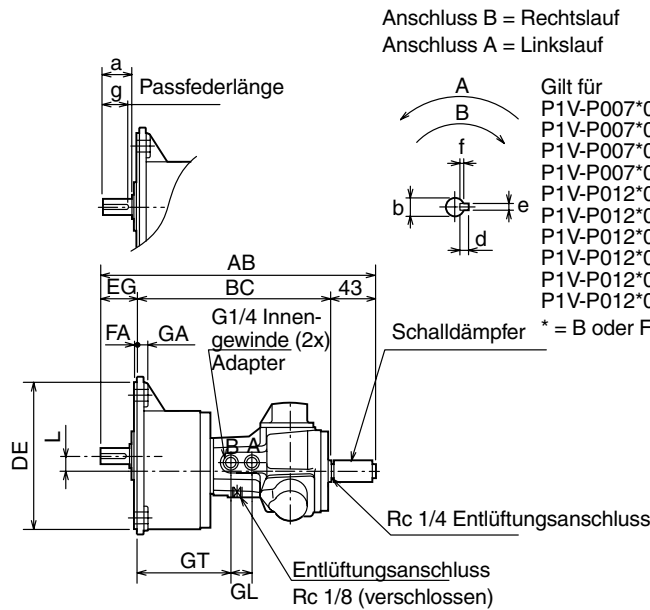 Anschluss B = Rechtslauf
Anschluss A = Linkslauf
a
g
Passfederlänge
A
B
f
b
e
d
Gilt für
P1V-P007*0
P1V-P007*0
P1V-P007*0
P1V-P007*0
P1V-P012*0
P1V-P012*0
P1V-P012*0
P1V-P012*0
P1V-P012*0
P1V-P012*0
* = B oder F
AB
EG
BC
43
FA
GA
G1/4 Innen-
gewinde (2x)
Adapter
Schalldämpfer
DE
L
B
A
Rc 1/4 Entlüftungsanschluss
GT
GL
Entlüftungsanschluss
Rc 1/8 (verschlossen)